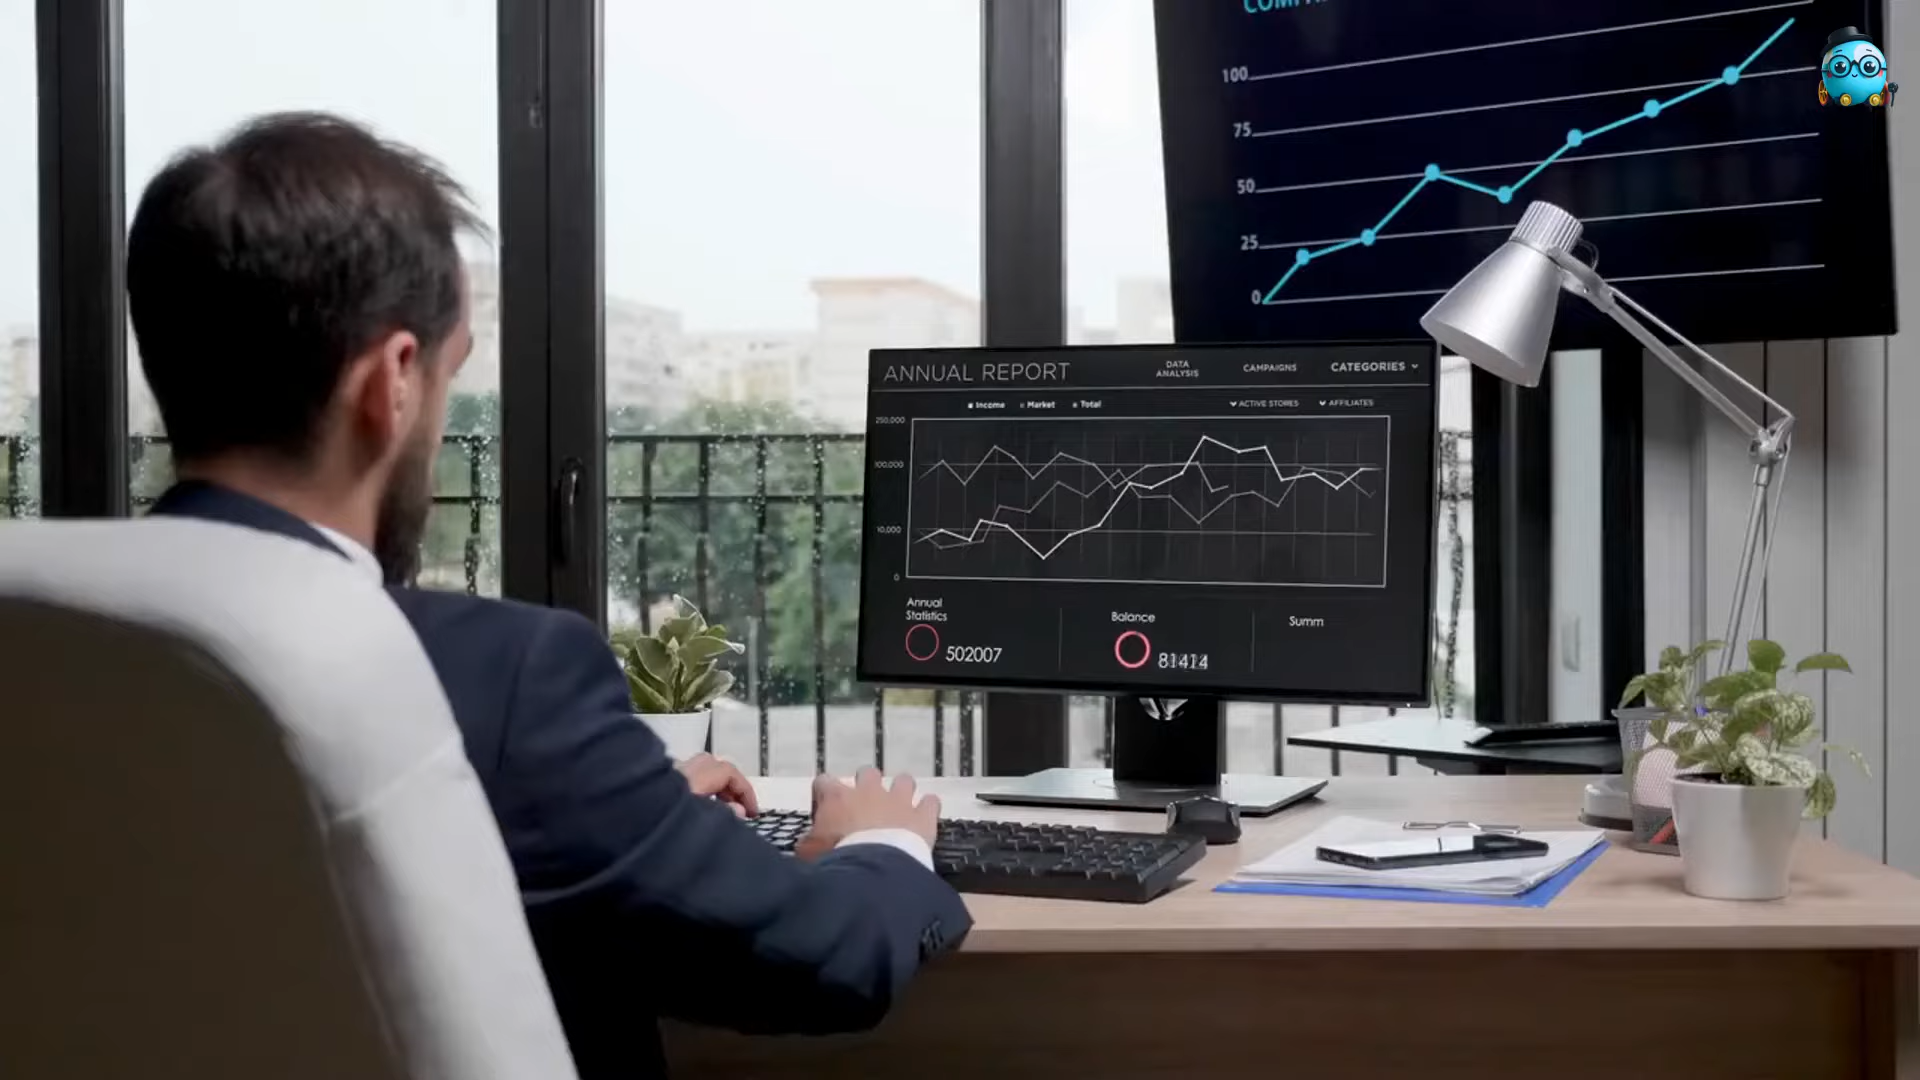 100
75
50
25
0
ANNUAL REPORT
DATA
ANALYSIS
CAMPAIGNS
CATEGORIES
Income
Market
Total
ACTIVE STORES
AFFILIATES
250,000
100,000
10,000
0
Annual
Statistics
502007
Balance
Summ